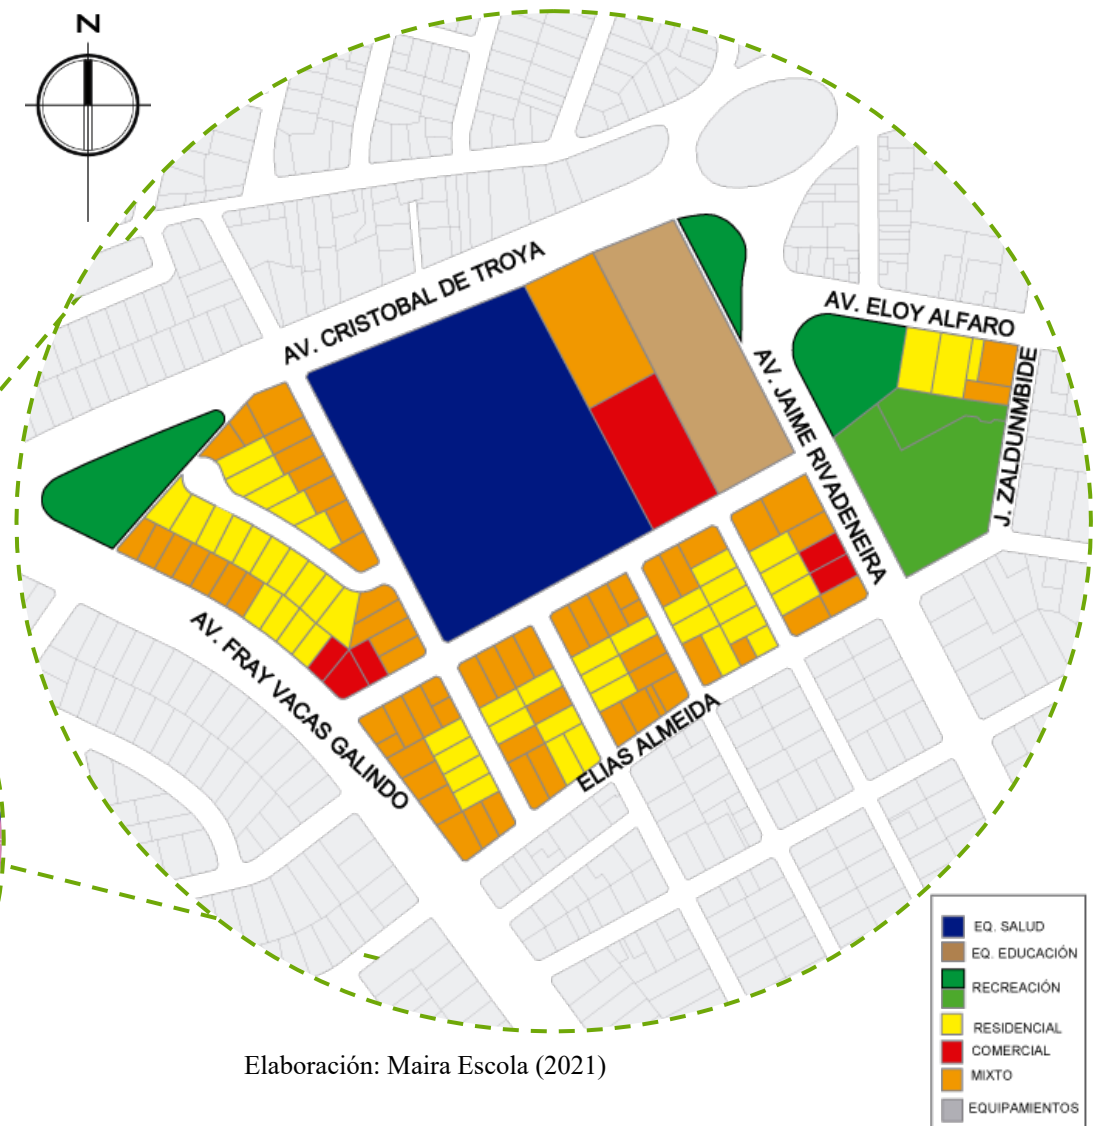 N
AV. CRISTOBAL DE TROYA
AV. ELOY ALFARO
J. ZALDUNMBIDE
AV. JAIME RIVADENEIRA
AV. FRAY VACAS GALINDO
ELIAS ALMEIDA
EQ. SALUD
EQ. EDUCACIÓN
RECREACIÓN
RESIDENCIAL
COMERCIAL
MIXTO
EQUIPAMIENTOS
Elaboración: Maira Escola (2021)